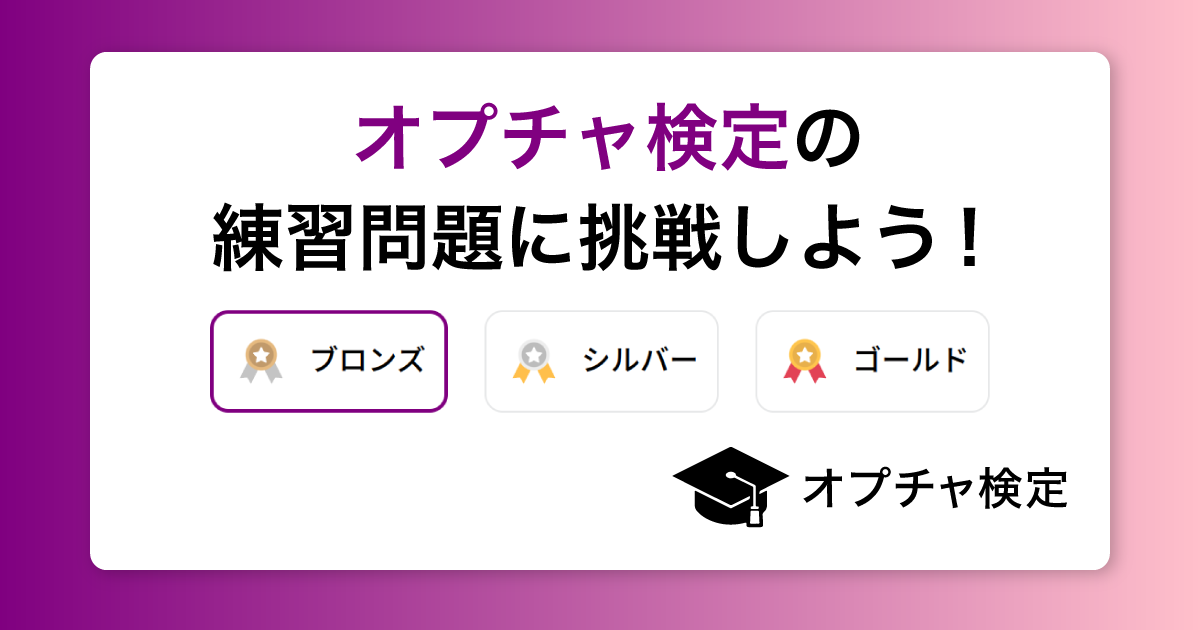 オプチャ検定の
練習問題に挑戦しよう！
ブロンズ
シルバー
ゴールド
オプチャ検定